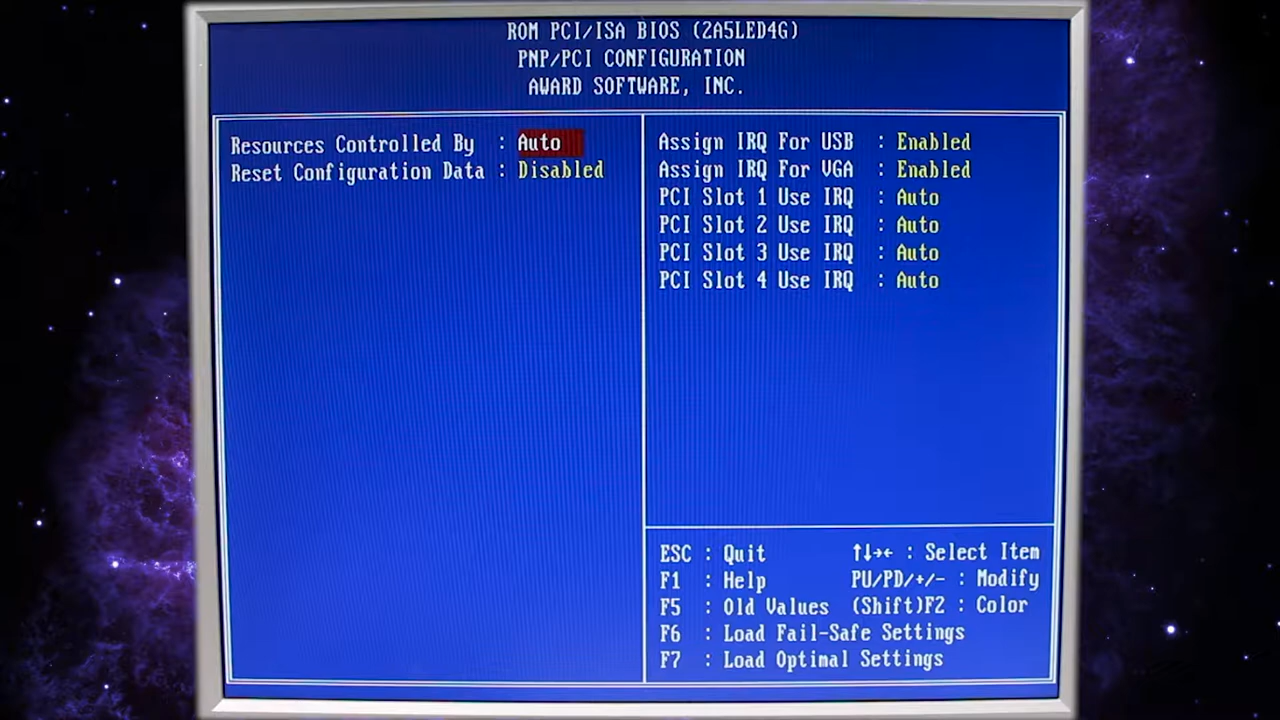 ROM PCI/ISA BIOS (2A5LED4G)
PNP/PCI CONFIGURATION
AWARD SOFTWARE, INC.
Resources Controlled By : Auto
Reset Configuration Data : Disabled
Assign IRQ For USB : Enabled
Assign IRQ For VGA : Enabled
PCI Slot 1 Use IRQ : Auto
PCI Slot 2 Use IRQ : Auto
PCI Slot 3 Use IRQ : Auto
PCI Slot 4 Use IRQ : Auto
ESC : Quit ↑↓→← : Select Item
F1 : Help PU/PD/+/- : Modify
F5 : Old Values (Shift)F2 : Color
F6 : Load Fail-Safe Settings
F7 : Load Optimal Settings